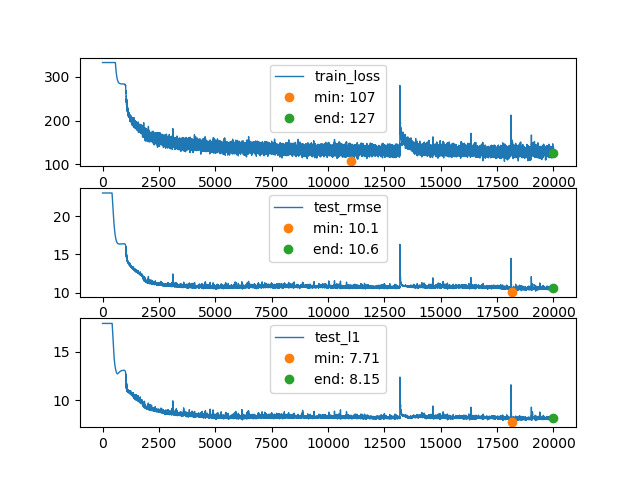 300
200
100
train_loss
min: 107
end: 127
0 2500 5000 7500 10000 12500 15000 17500 20000
20
15
10
test_rmse
min: 10.1
end: 10.6
0 2500 5000 7500 10000 12500 15000 17500 20000
15
10
test_l1
min: 7.71
end: 8.15
0 2500 5000 7500 10000 12500 15000 17500 20000